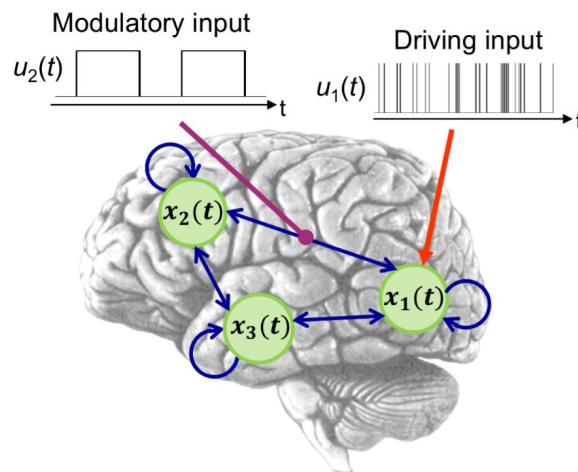 Modulatory input
u₂(t)
t
Driving input
u₁(t)
t
x₂(t)
x₁(t)
x₃(t)